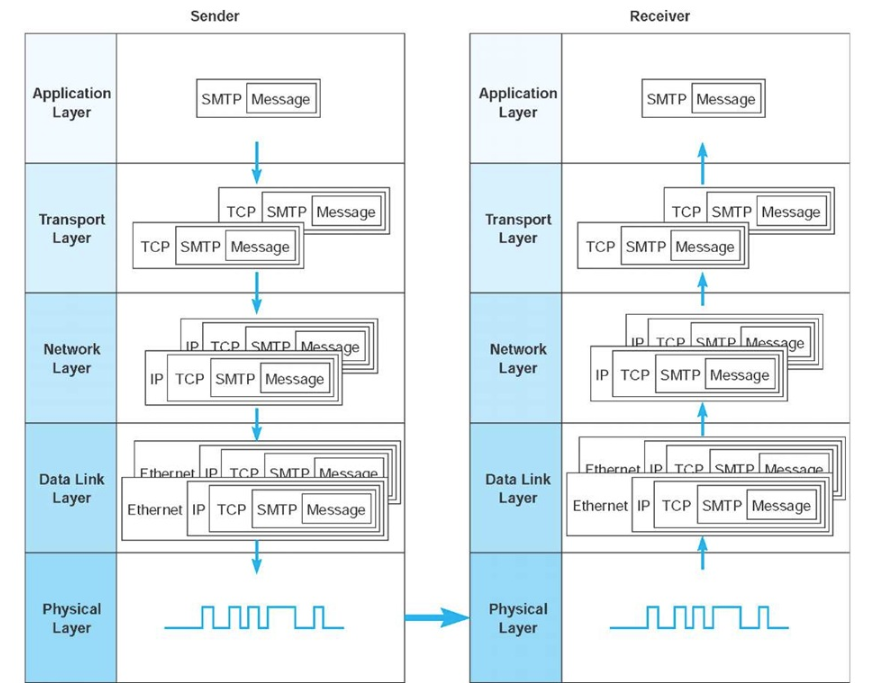 Sender
Receiver
Application
Layer
SMTP Message
Application
Layer
SMTP Message
Transport
Layer
TCP SMTP Message
TCP SMTP Message
Transport
Layer
TCP SMTP Message
TCP SMTP Message
Network
Layer
IP TCP SMTP Message
IP TCP SMTP Message
Network
Layer
IP TCP SMTP Message
IP TCP SMTP Message
Data Link
Layer
Ethernet IP TCP SMTP Message
Ethernet IP TCP SMTP Message
Data Link
Layer
Ethernet IP TCP SMTP Message
Ethernet IP TCP SMTP Message
Physical
Layer
Physical
Layer